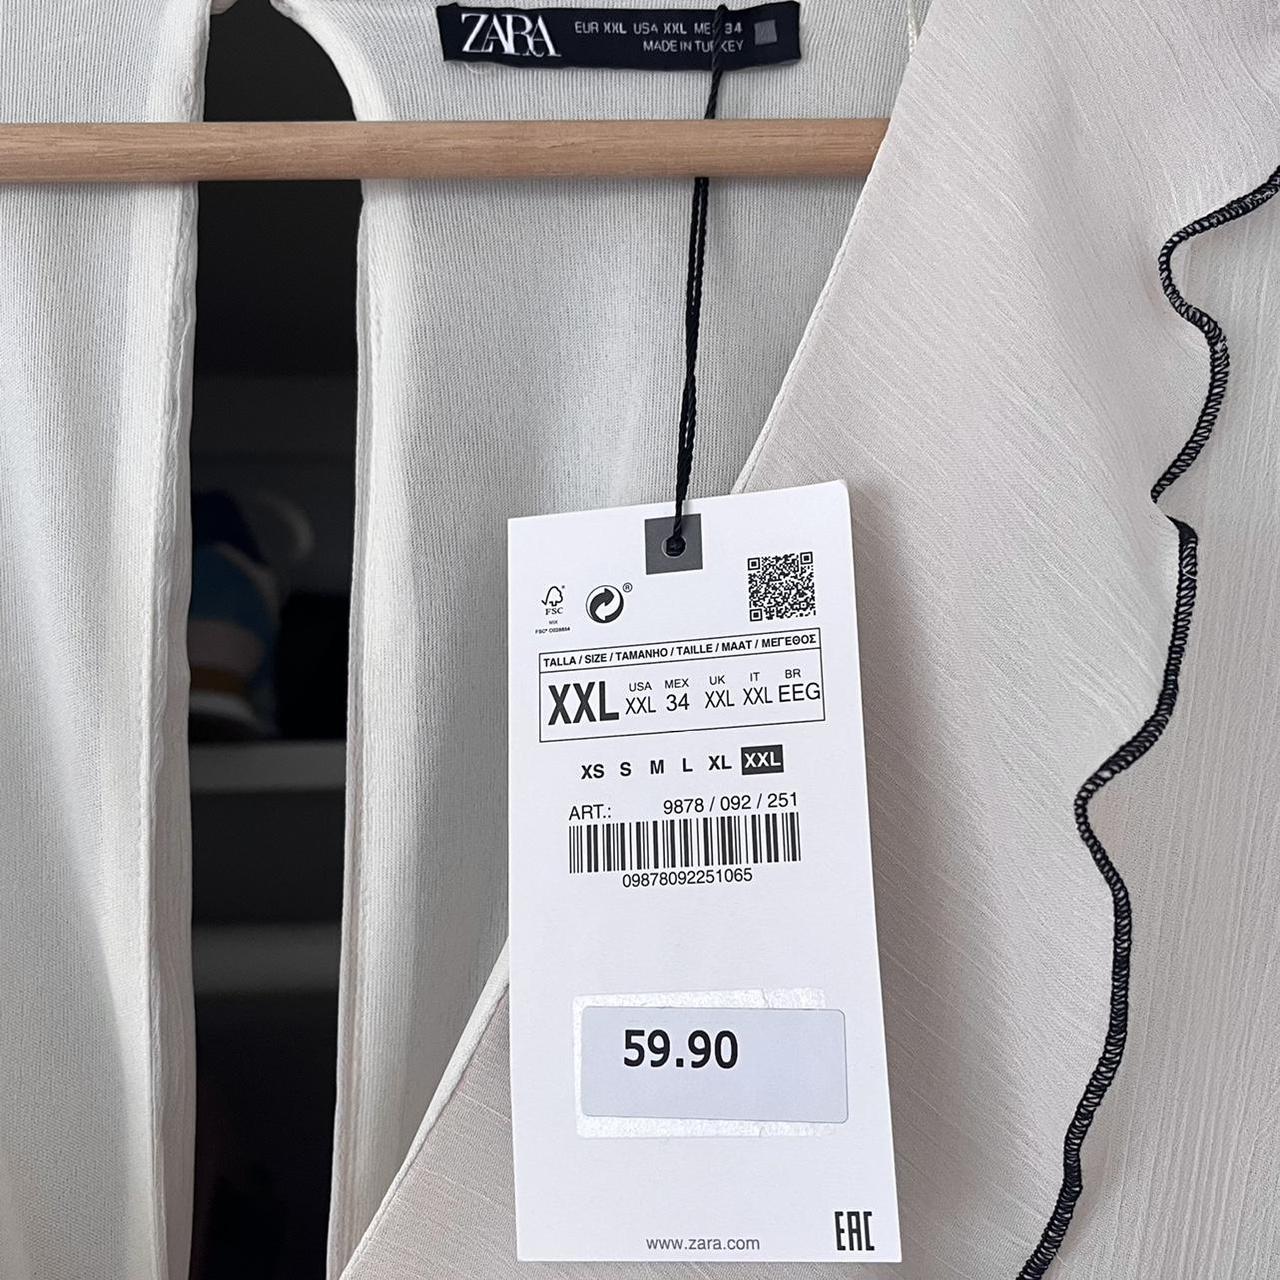 ZARA
EUR XXL USA XXL MEX 34
MADE IN TURKEY
FSC
MIX
®
TALLA / SIZE / TAMANHO / TAILLE / MAAT / ΜΕΓΕΘΟΣ
USA MEX UK IT BR
XXL XXL 34 XXL XXL EEG
XS S M L XL XXL
ART.: 9878 / 092 / 251
09878092251065
59.90
www.zara.com
EAC